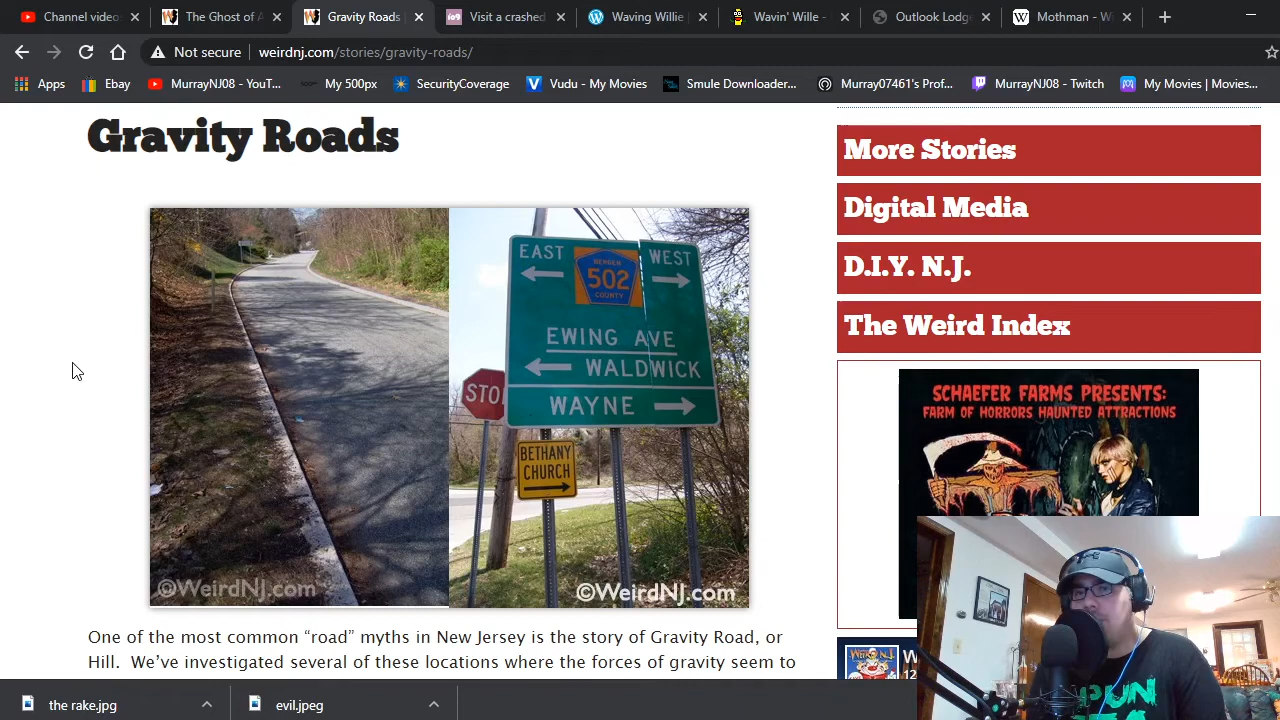 Channel video
The Ghost of A
Gravity Roads
Visit a crashed
Waving Willie
Wavin' Wille -
Outlook Lodge
Mothman - Wi
Not secure
weirdnj.com/stories/gravity-roads/
Apps
Ebay
MurrayNJ08 - YouT...
My 500px
SecurityCoverage
Vudu - My Movies
Smule Downloader...
Murray07461's Prof...
MurrayNJ08 - Twitch
My Movies | Movies...
Gravity Roads
EAST
WEST
BERGEN
502
COUNTY
EWING AVE
WALDWICK
WAYNE
STO
BETHANY
CHURCH
©WeirdNJ.com
©WeirdNJ.com
One of the most common “road” myths in New Jersey is the story of Gravity Road, or
Hill. We’ve investigated several of these locations where the forces of gravity seem to
More Stories
Digital Media
D.I.Y. N.J.
The Weird Index
SCHAEFER FARMS PRESENTS:
FARM OF HORRORS HAUNTED ATTRACTIONS
the rake.jpg
evil.jpeg